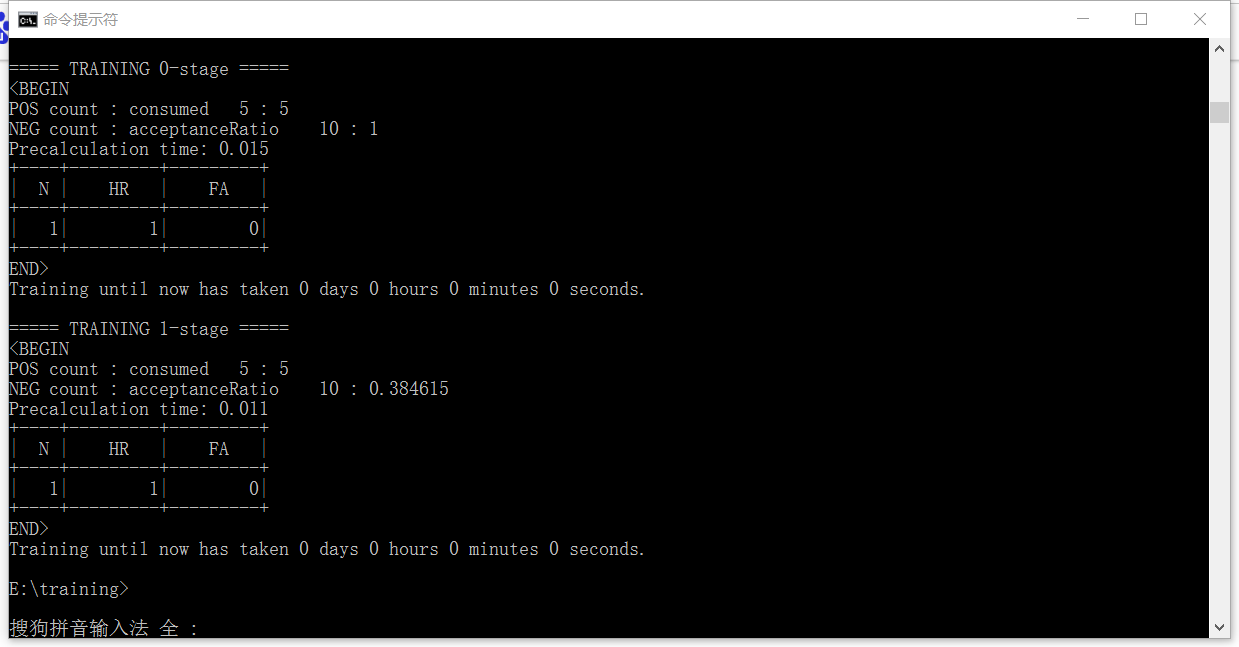 命令提示符
===== TRAINING 0-stage =====
<BEGIN
POS count : consumed   5 : 5
NEG count : acceptanceRatio    10 : 1
Precalculation time: 0.015
+----+---------+---------+
|  N |    HR   |    FA   |
+----+---------+---------+
|   1|        1|        0|
+----+---------+---------+
END>
Training until now has taken 0 days 0 hours 0 minutes 0 seconds.
===== TRAINING 1-stage =====
<BEGIN
POS count : consumed   5 : 5
NEG count : acceptanceRatio    10 : 0.384615
Precalculation time: 0.011
+----+---------+---------+
|  N |    HR   |    FA   |
+----+---------+---------+
|   1|        1|        0|
+----+---------+---------+
END>
Training until now has taken 0 days 0 hours 0 minutes 0 seconds.
E:\training>
搜狗拼音输入法 全 :